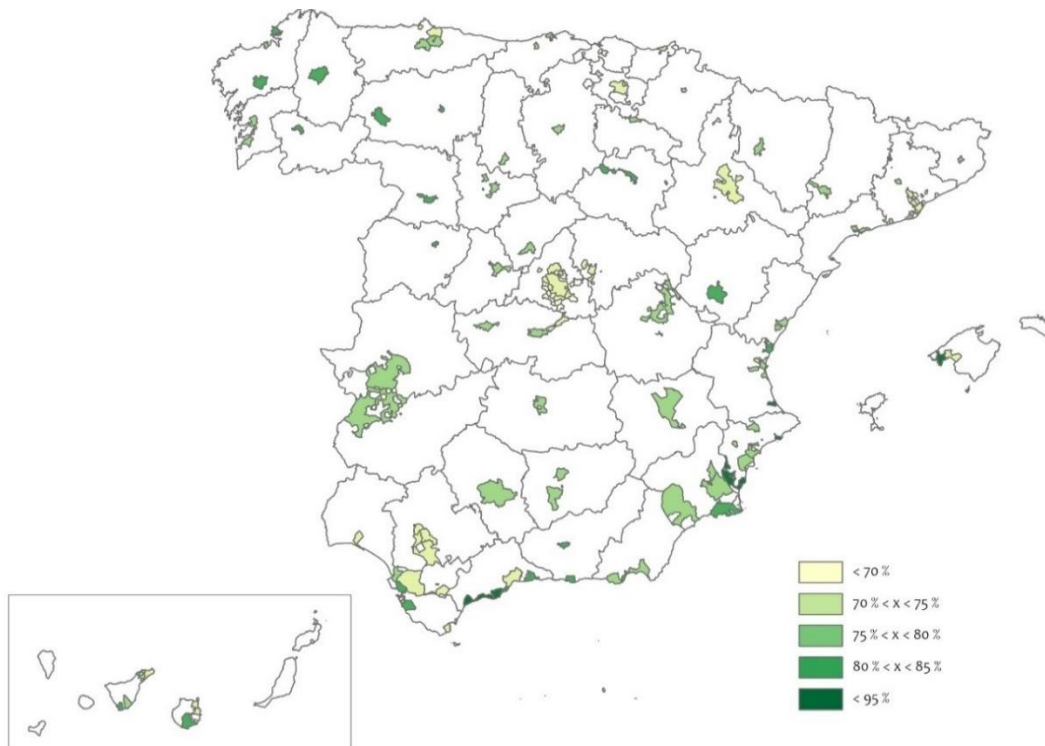 < 70 %
70 % < x < 75 %
75 % < x < 80 %
80 % < x < 85 %
< 95 %